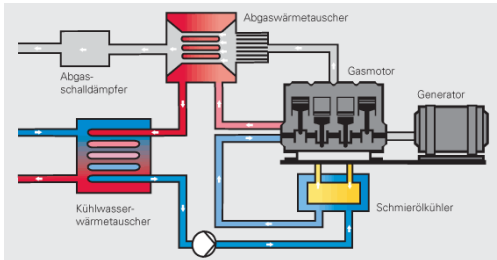 Abgaswärmetauscher
Abgas-
schalldämpfer
Gasmotor
Generator
Kühlwasser-
wärmetauscher
Schmierölkühler